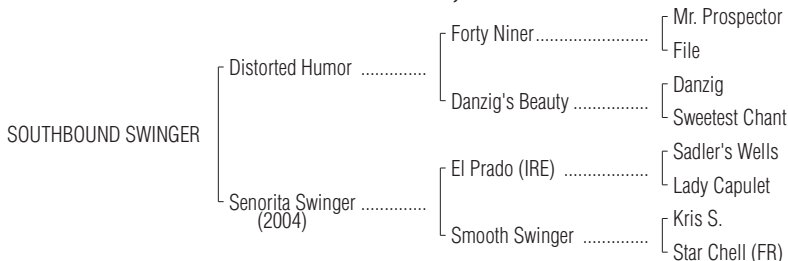 Mr. Prospector
Forty Niner........................
File
Distorted Humor ..............
Danzig
Danzig's Beauty ................
Sweetest Chant
SOUTHBOUND SWINGER
Sadler's Wells
El Prado (IRE) ..................
Lady Capulet
Senorita Swinger ..............
(2004)
Kris S.
Smooth Swinger ..............
Star Chell (FR)